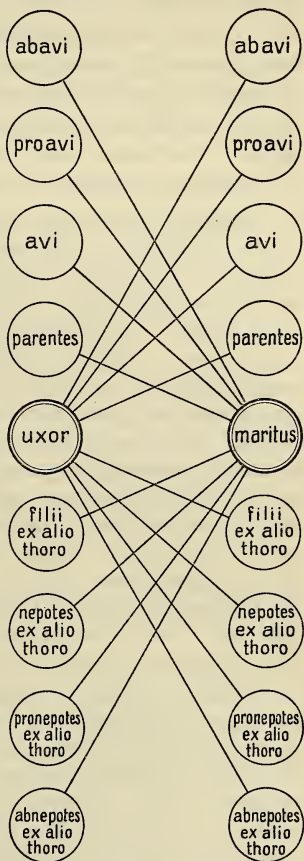 abavi
abavi
proavi
proavi
avi
avi
parentes
parentes
uxor
maritus
filii
ex alio
thoro
filii
ex alio
thoro
nepotes
ex alio
thoro
nepotes
ex alio
thoro
pronepotes
ex alio
thoro
pronepotes
ex alio
thoro
abnepotes
ex alio
thoro
abnepotes
ex alio
thoro